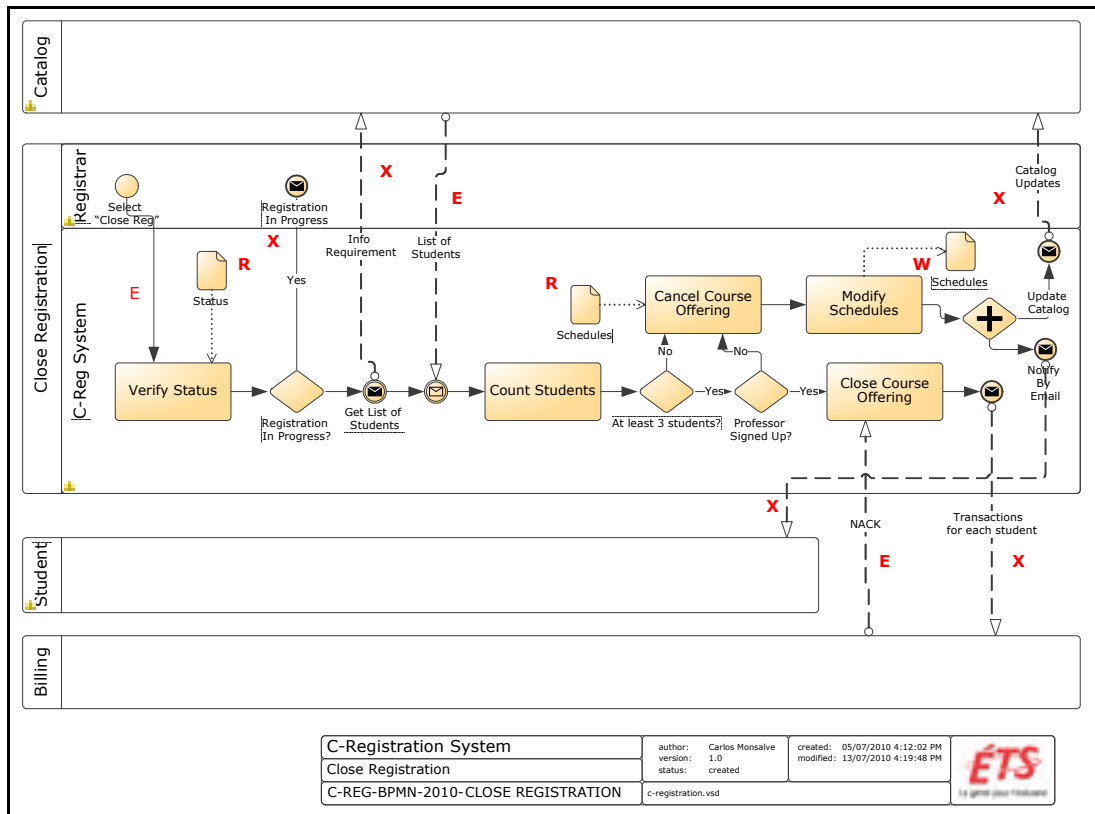 Catalog
Close Registration
Registrar
Select
"Close Reg"
Registration
In Progress
X
Info
Requirement
X
List of
Students
E
Catalog
Updates
X
C-Reg System
E
Status
R
Yes
Verify Status
Registration
In Progress?
Get List of
Students
Count Students
Schedules
R
Cancel Course
Offering
Modify
Schedules
W
Schedules
Update
Catalog
No
No
At least 3 students?
Yes
Professor
Signed Up?
Yes
Close Course
Offering
Notify
By
Email
X
NACK
E
Transactions
for each student
X
Student
Billing
C-Registration System
Close Registration
C-REG-BPMN-2010-CLOSE REGISTRATION
author: Carlos Monsalve
version: 1.0
status: created
created: 05/07/2010 4:12:02 PM
modified: 13/07/2010 4:19:48 PM
c-registration.vsd
ÉTS